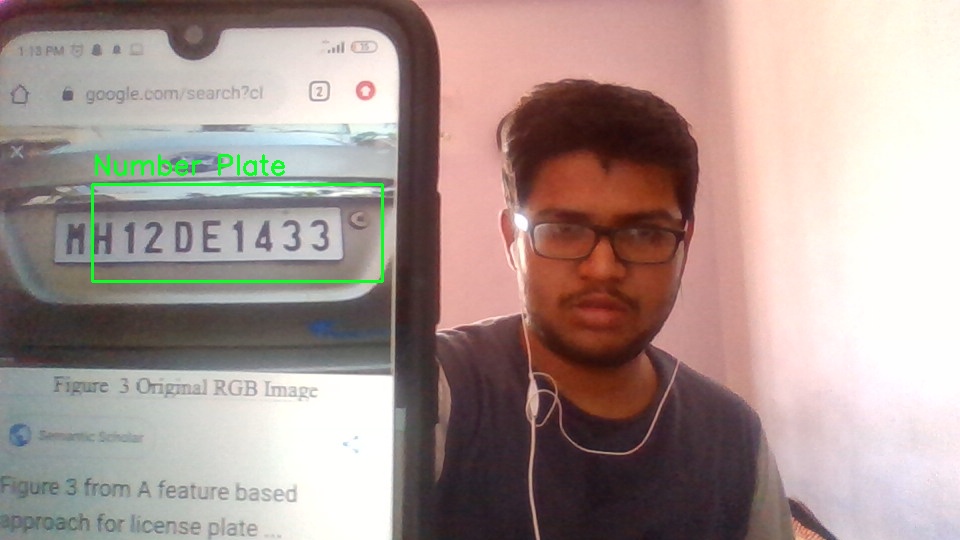 1:13 PM
15
google.com/search?cl
2
Number Plate
MH12DE1433
Figure 3 Original RGB Image
Semantic Scholar
Figure 3 from A feature based
approach for license plate ...